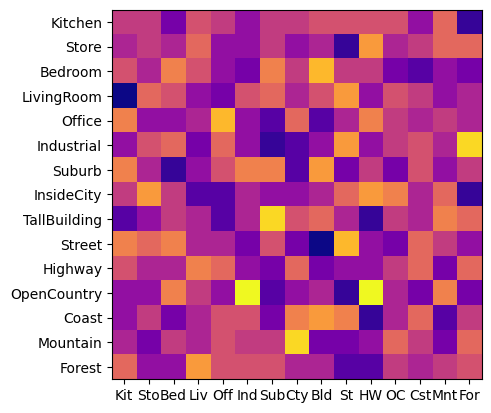 Kitchen
Store
Bedroom
LivingRoom
Office
Industrial
Suburb
InsideCity
TallBuilding
Street
Highway
OpenCountry
Coast
Mountain
Forest
Kit Sto Bed Liv Off Ind Sub Cty Bld St HW OC Cst Mnt For